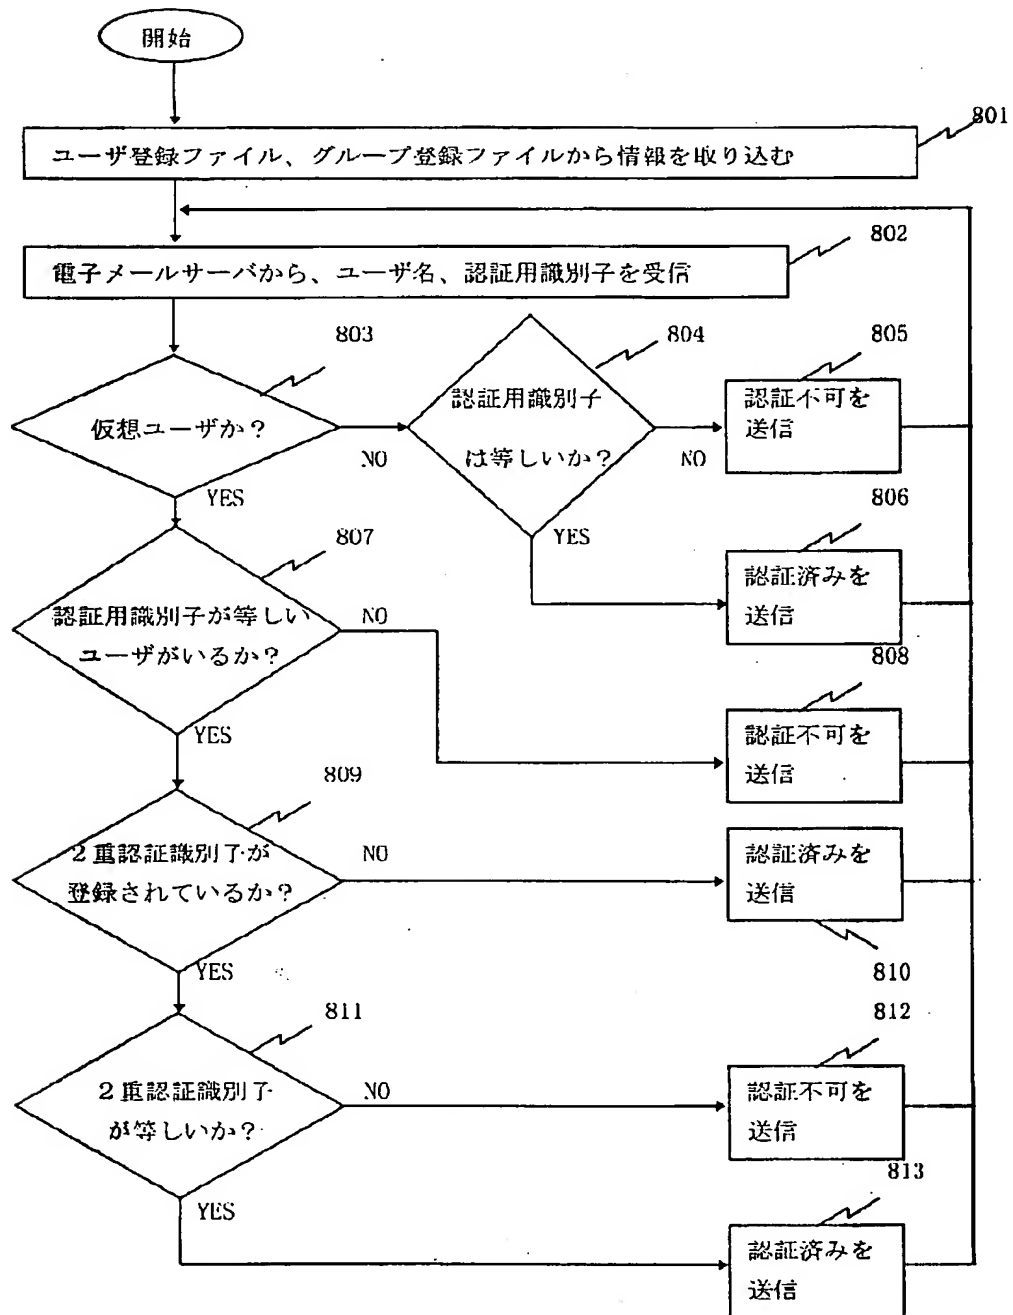 開始
801
ユーザ登録ファイル、グループ登録ファイルから情報を取り込む
802
電子メールサーバから、ユーザ名、認証用識別子を受信
803
仮想ユーザか？
NO
YES
804
認証用識別子
は等しいか？
NO
YES
805
認証不可を
送信
806
認証済みを
送信
807
認証用識別子が等しい
ユーザがいるか？
NO
YES
808
認証不可を
送信
809
２重認証識別子が
登録されているか？
NO
YES
認証済みを
送信
810
811
２重認証識別子
が等しいか？
NO
YES
812
認証不可を
送信
813
認証済みを
送信